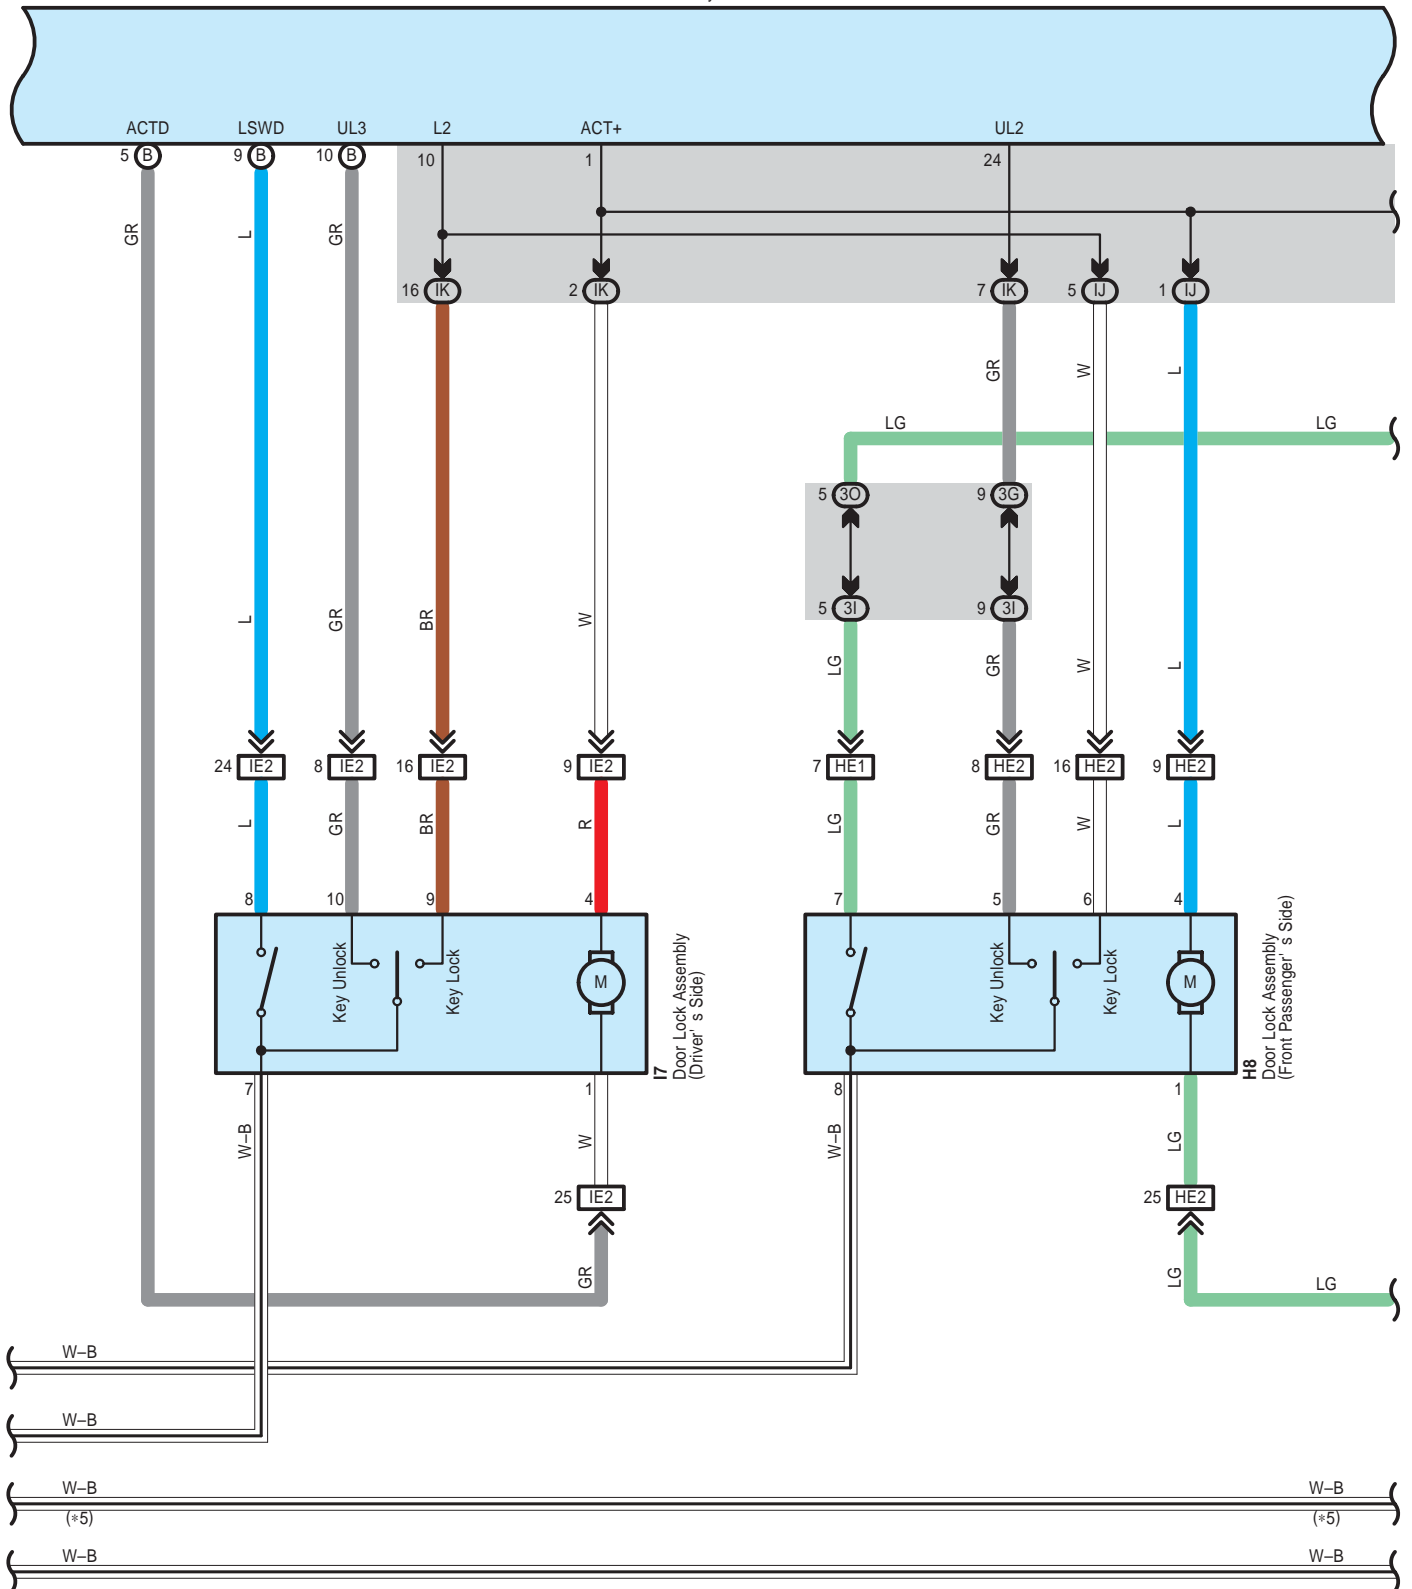 ACTD LSWD UL3 L2 ACT+ UL2
5 B 9 B 10 B 10 1 24
GR L GR
16 IK 2 IK 7 IK 5 IJ 1 IJ
GR W L
LG LG
5 3O 9 3G
5 3I 9 3I
L GR BR W LG GR W L
24 IE2 8 IE2 16 IE2 9 IE2 7 HE1 8 HE2 16 HE2 9 HE2
L GR BR R LG GR W L
8 10 9 4 7 5 6 4
Key Unlock Key Lock M Key Unlock Key Lock M
I7
Door Lock Assembly
(Driver' s Side)
H8
Door Lock Assembly
(Front Passenger' s Side)
7 1 8 1
W–B W W–B LG
25 IE2 25 HE2
GR LG LG
W–B
W–B
W–B W–B
(∗5) (∗5)
W–B W–B